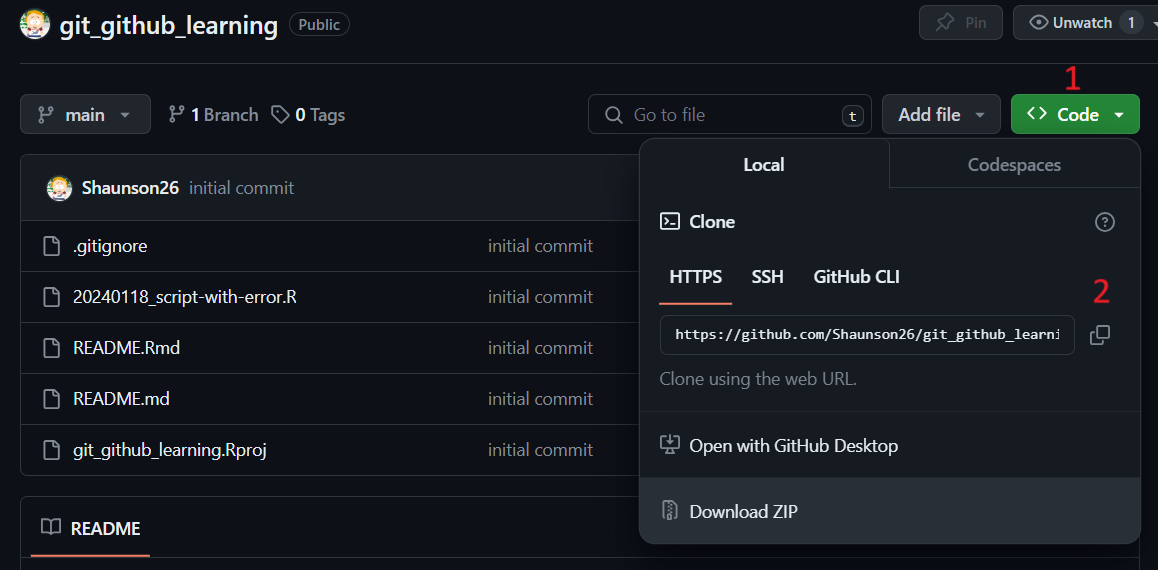 git_github_learning Public Pin Unwatch 1
1
main 1 Branch 0 Tags Go to file t Add file Code
Local Codespaces
Shaunson26 initial commit
Clone
.gitignore initial commit
HTTPS SSH GitHub CLI
2
20240118_script-with-error.R initial commit
https://github.com/Shaunson26/git_github_learni
README.Rmd initial commit
Clone using the web URL.
README.md initial commit
Open with GitHub Desktop
git_github_learning.Rproj initial commit
Download ZIP
README